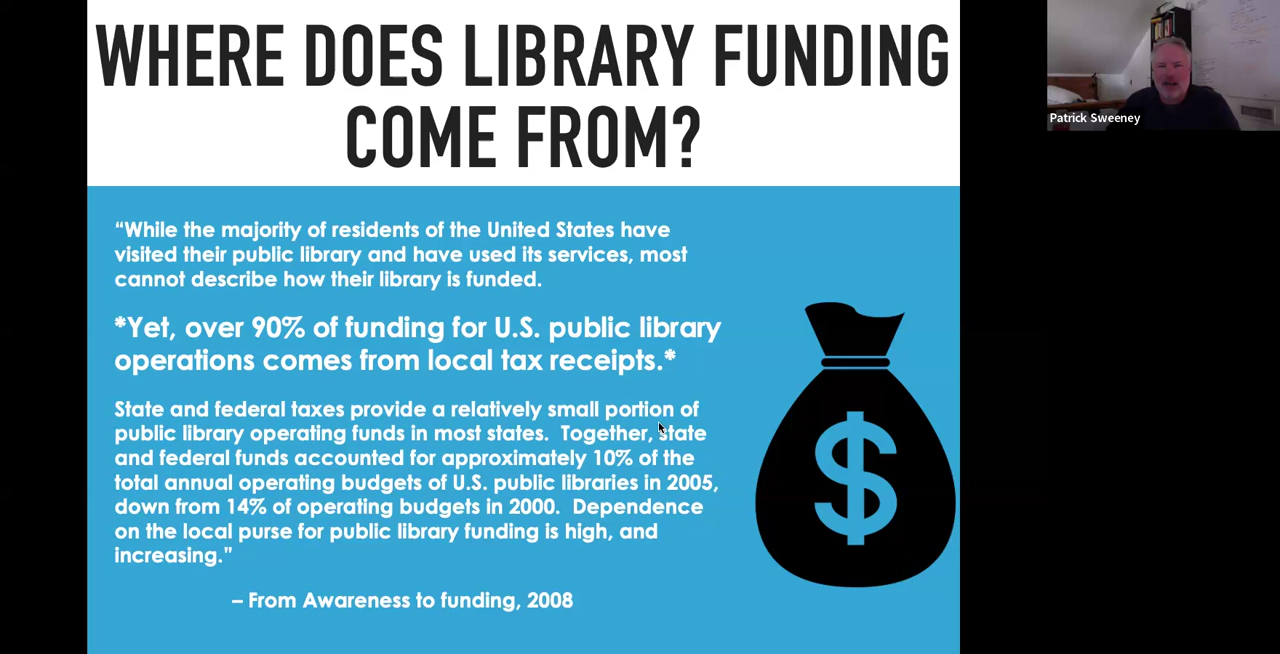 WHERE DOES LIBRARY FUNDING
COME FROM?
Patrick Sweeney
“While the majority of residents of the United States have
visited their public library and have used its services, most
cannot describe how their library is funded.
*Yet, over 90% of funding for U.S. public library
operations comes from local tax receipts.*
State and federal taxes provide a relatively small portion of
public library operating funds in most states.  Together, state
and federal funds accounted for approximately 10% of the
total annual operating budgets of U.S. public libraries in 2005,
down from 14% of operating budgets in 2000.  Dependence
on the local purse for public library funding is high, and
increasing."
– From Awareness to funding, 2008
$